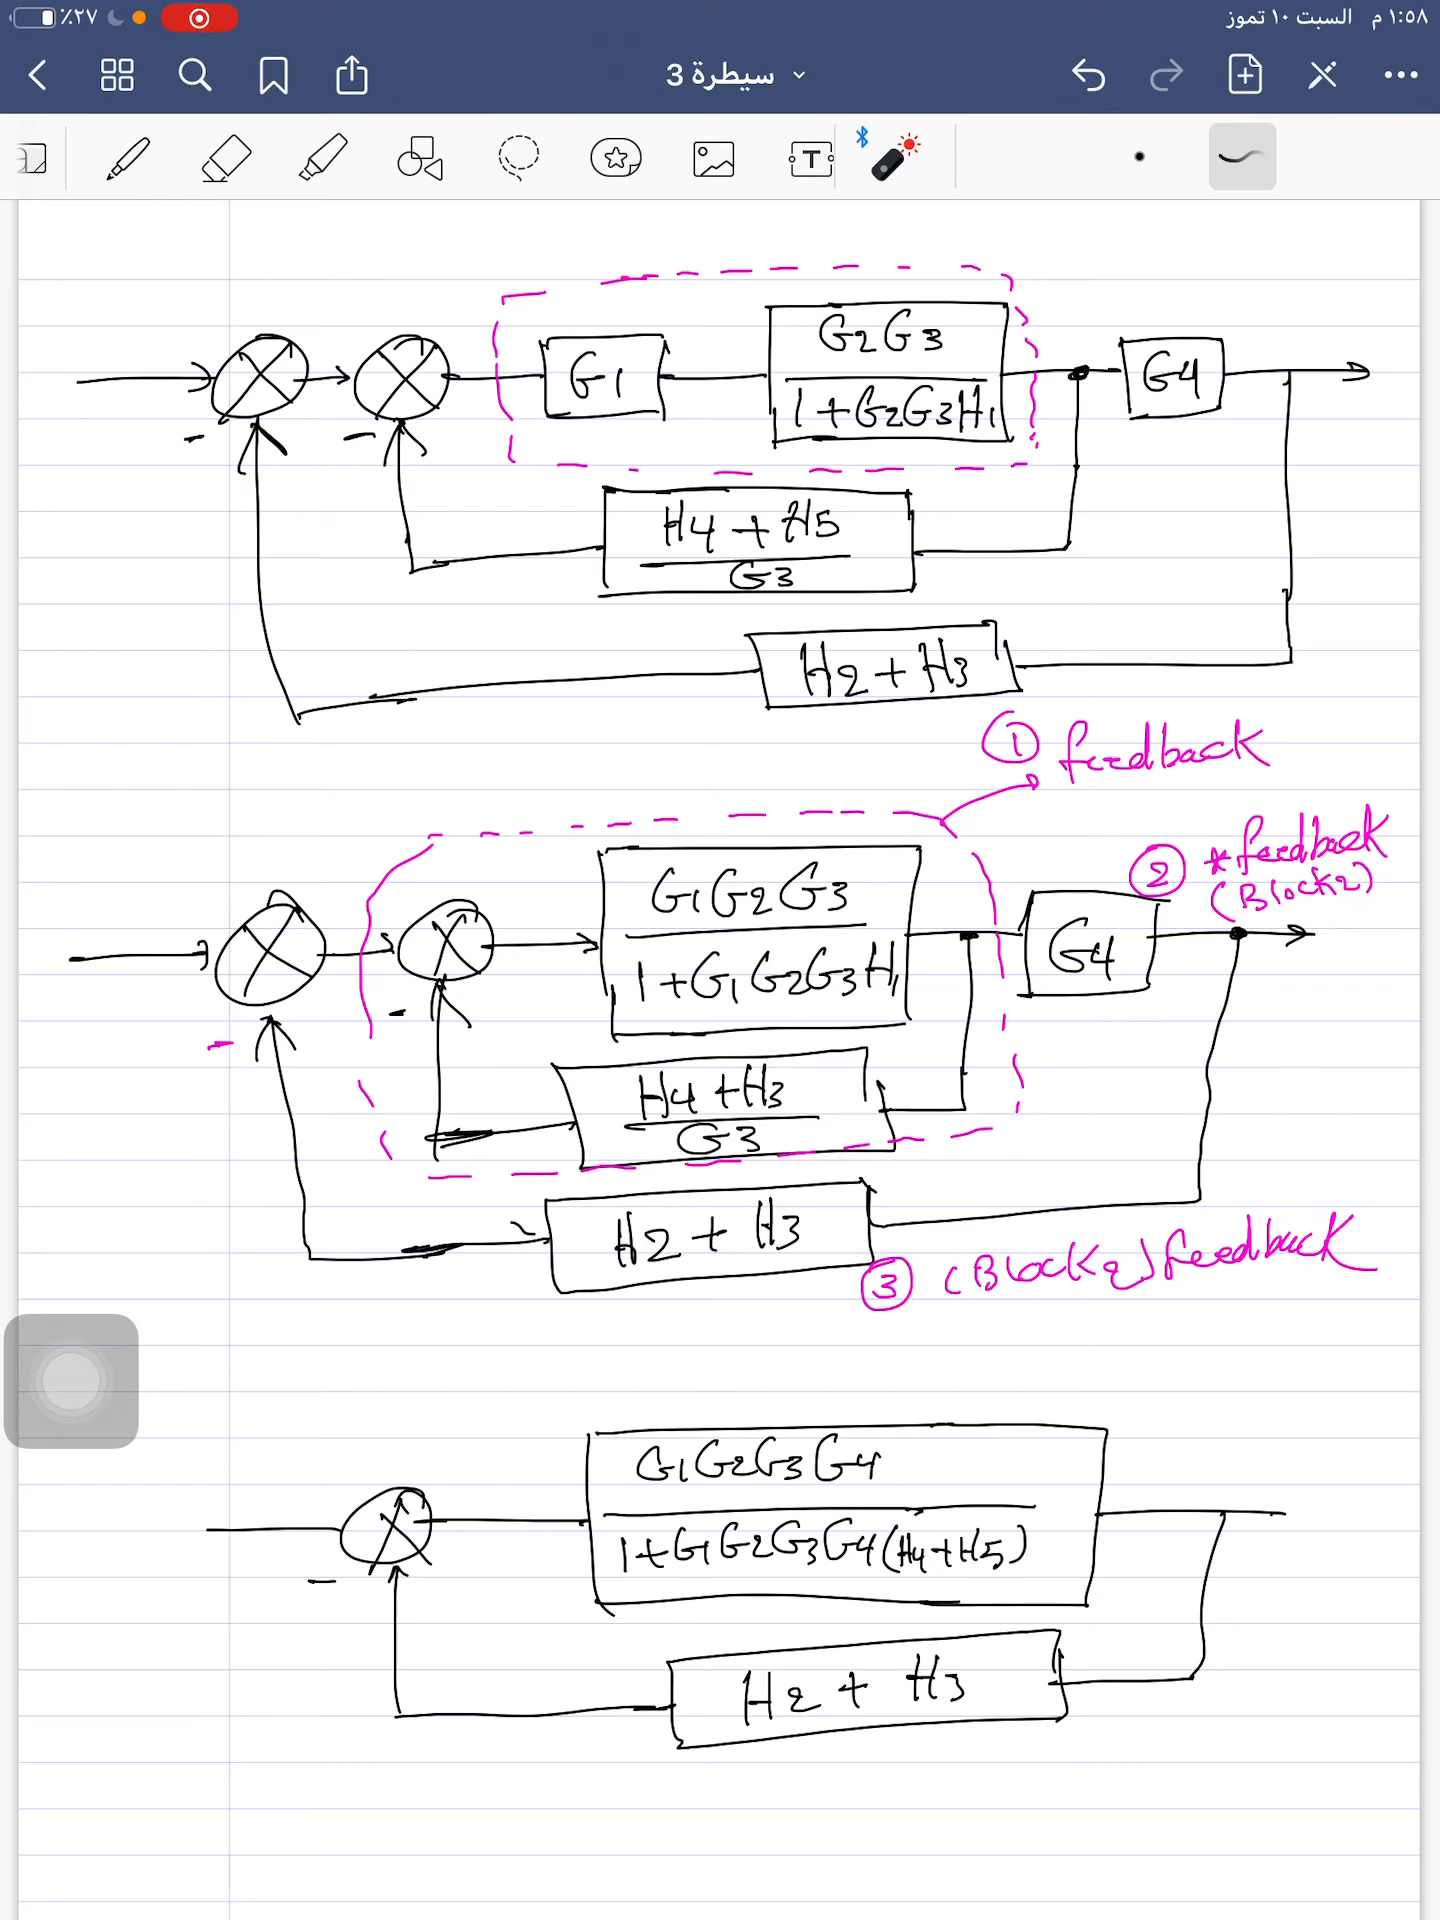 ٪٢٧
١:٥٨ م السبت ١٠ تموز
سيطرة 3
T
G1
G2G3
1+G2G3H1
G4
-
-
H4 + H5
G3
H2 + H3
① feedback
② *feedback
(Block2)
G1G2G3
1+G1G2G3H1
G4
-
-
H4 + H3
G3
H2 + H3
③ (Block2) feedback
G1G2G3G4
1+G1G2G3G4(H4+H5)
-
H2 + H3